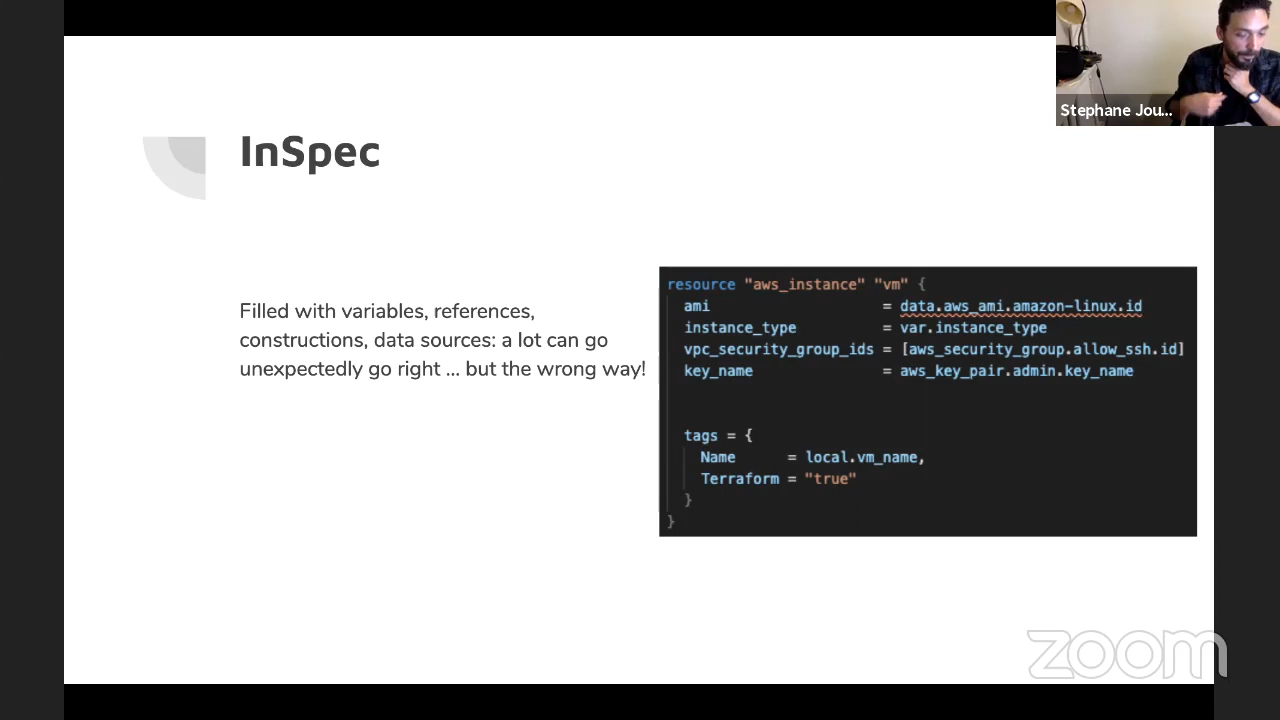 Stephane Jou...
InSpec
Filled with variables, references,
constructions, data sources: a lot can go
unexpectedly go right ... but the wrong way!
resource "aws_instance" "vm" {
ami = data.aws_ami.amazon-linux.id
instance_type = var.instance_type
vpc_security_group_ids = [aws_security_group.allow_ssh.id]
key_name = aws_key_pair.admin.key_name
tags = {
Name = local.vm_name,
Terraform = "true"
}
}
zoom